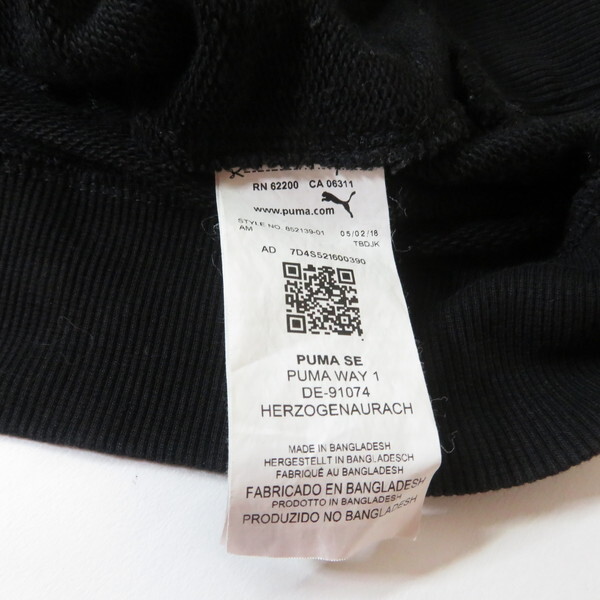 RN 62200 CA 06311
www.puma.com
STYLE NO. 852139-01 05/02/18
AM TBDJK
AD 7D4S521600390
PUMA SE
PUMA WAY 1
DE-91074
HERZOGENAURACH
MADE IN BANGLADESH
HERGESTELLT IN BANGLADESCH
FABRIQUÉ AU BANGLADESH
FABRICADO EN BANGLADESH
PRODOTTO IN BANGLADESH
PRODUZIDO NO BANGLADESH